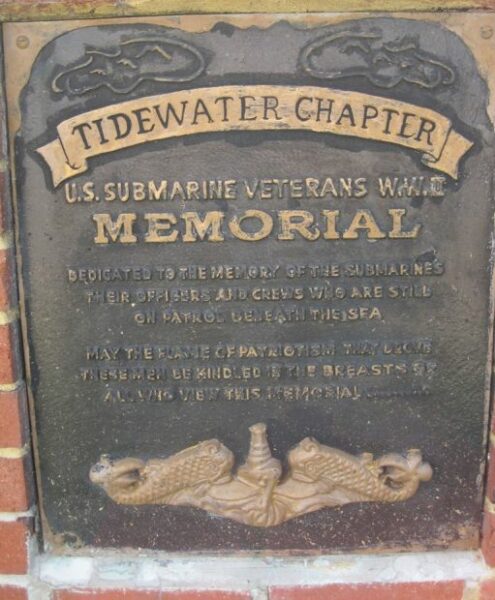 TIDEWATER CHAPTER
U.S. SUBMARINE VETERANS W.W.II
MEMORIAL
DEDICATED TO THE MEMORY OF THE SUBMARINES
THEIR OFFICERS AND CREWS WHO ARE STILL
ON PATROL BENEATH THE SEA
MAY THE FLAME OF PATRIOTISM THAT DROVE
THESE MEN BE KINDLED IN THE BREASTS OF
ALL WHO VIEW THIS MEMORIAL